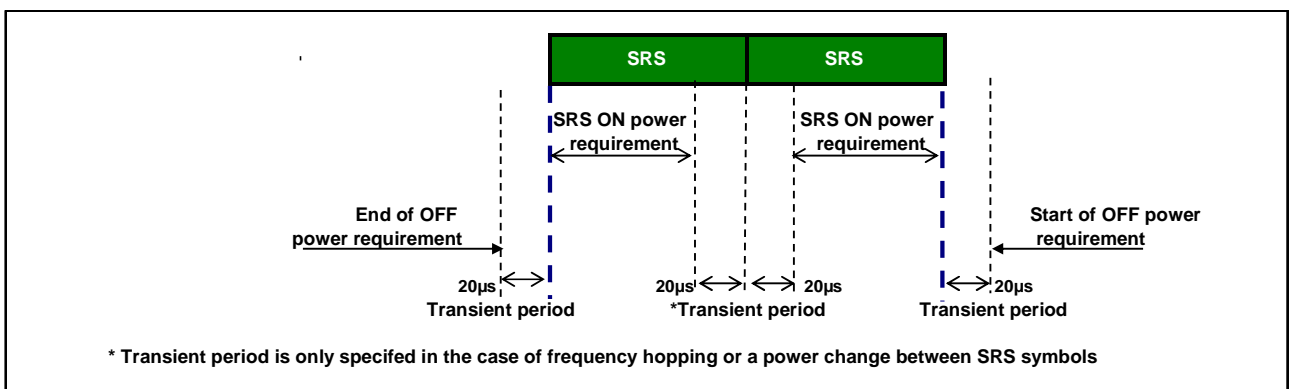 SRS SRS
SRS ON power
requirement
SRS ON power
requirement
End of OFF
power requirement
Start of OFF power
requirement
20µs 20µs 20µs 20µs
Transient period *Transient period Transient period
* Transient period is only specifed in the case of frequency hopping or a power change between SRS symbols